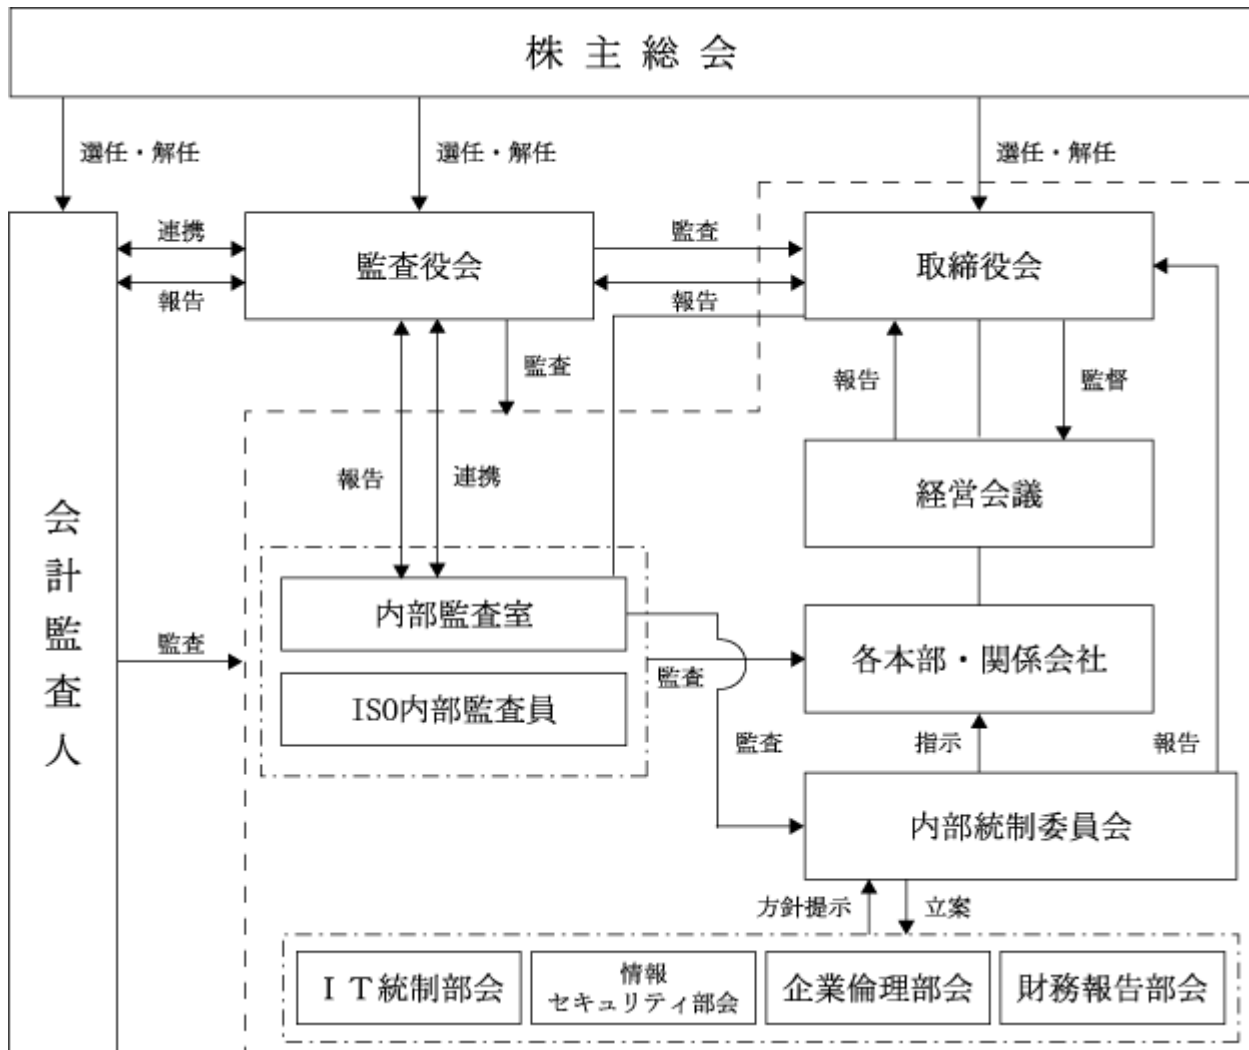 株主総会
選任・解任
選任・解任
選任・解任
連携
監査役会
監査
取締役会
報告
報告
監査
報告
監督
報告
連携
経営会議
会計監査人
内部監査室
監査
各本部・関係会社
監査
ISO内部監査員
監査
指示
報告
内部統制委員会
方針提示
立案
ＩＴ統制部会
情報
セキュリティ部会
企業倫理部会
財務報告部会